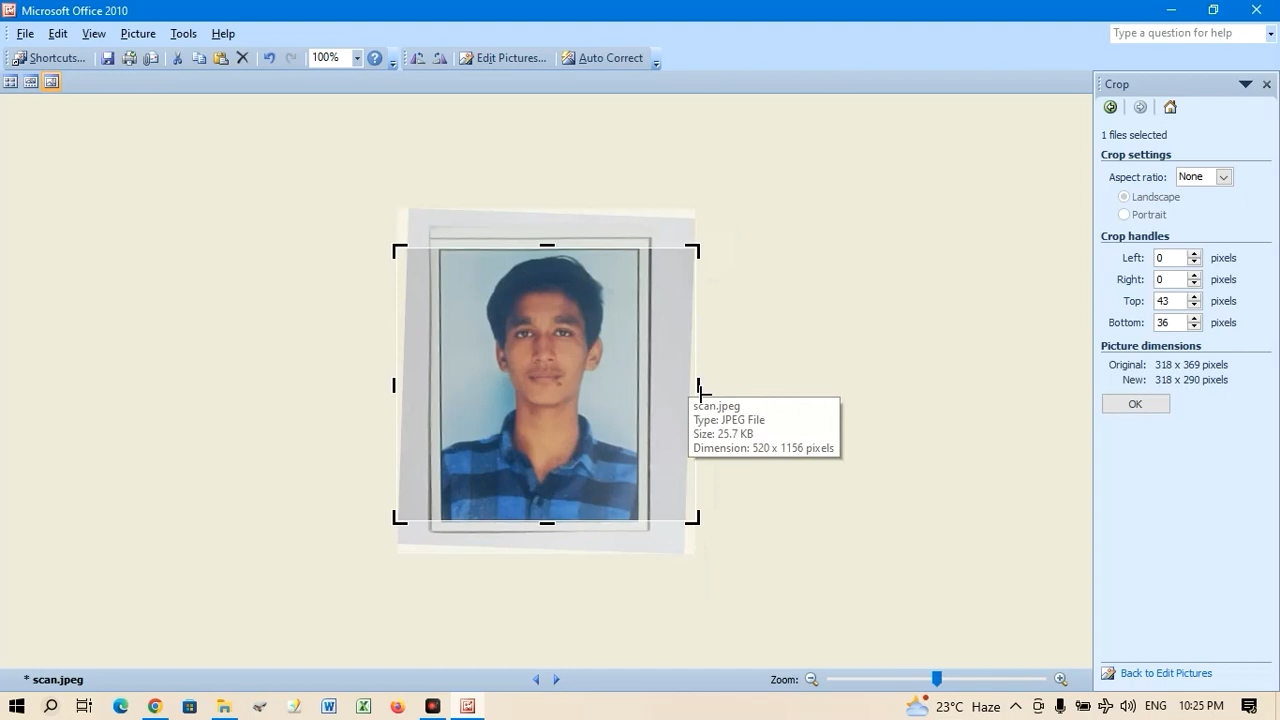 Microsoft Office 2010
File Edit View Picture Tools Help
Type a question for help
Shortcuts... 100% Edit Pictures... Auto Correct
Crop
1 files selected
Crop settings
Aspect ratio: None
Landscape
Portrait
Crop handles
Left: 0 pixels
Right: 0 pixels
Top: 43 pixels
Bottom: 36 pixels
Picture dimensions
Original: 318 x 369 pixels
New: 318 x 290 pixels
OK
scan.jpeg
Type: JPEG File
Size: 25.7 KB
Dimension: 520 x 1156 pixels
Back to Edit Pictures
* scan.jpeg
Zoom:
23°C Haze ENG 10:25 PM